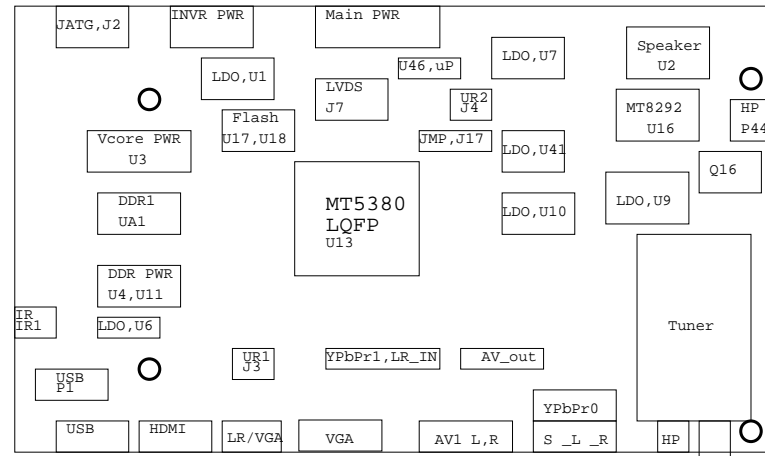 JATG,J2
INVR PWR
Main PWR
LDO,U1
U46,uP
LDO,U7
Speaker
U2
LVDS
J7
UR2
J4
MT8292
U16
HP
P44
Flash
U17,U18
Vcore PWR
U3
JMP,J17
LDO,U41
Q16
MT5380
LQFP
U13
DDR1
UA1
LDO,U10
LDO,U9
DDR PWR
U4,U11
IR
IR1
LDO,U6
Tuner
UR1
J3
YPbPr1,LR_IN
AV_out
USB
P1
YPbPr0
USB
HDMI
LR/VGA
VGA
AV1 L,R
S _L _R
HP